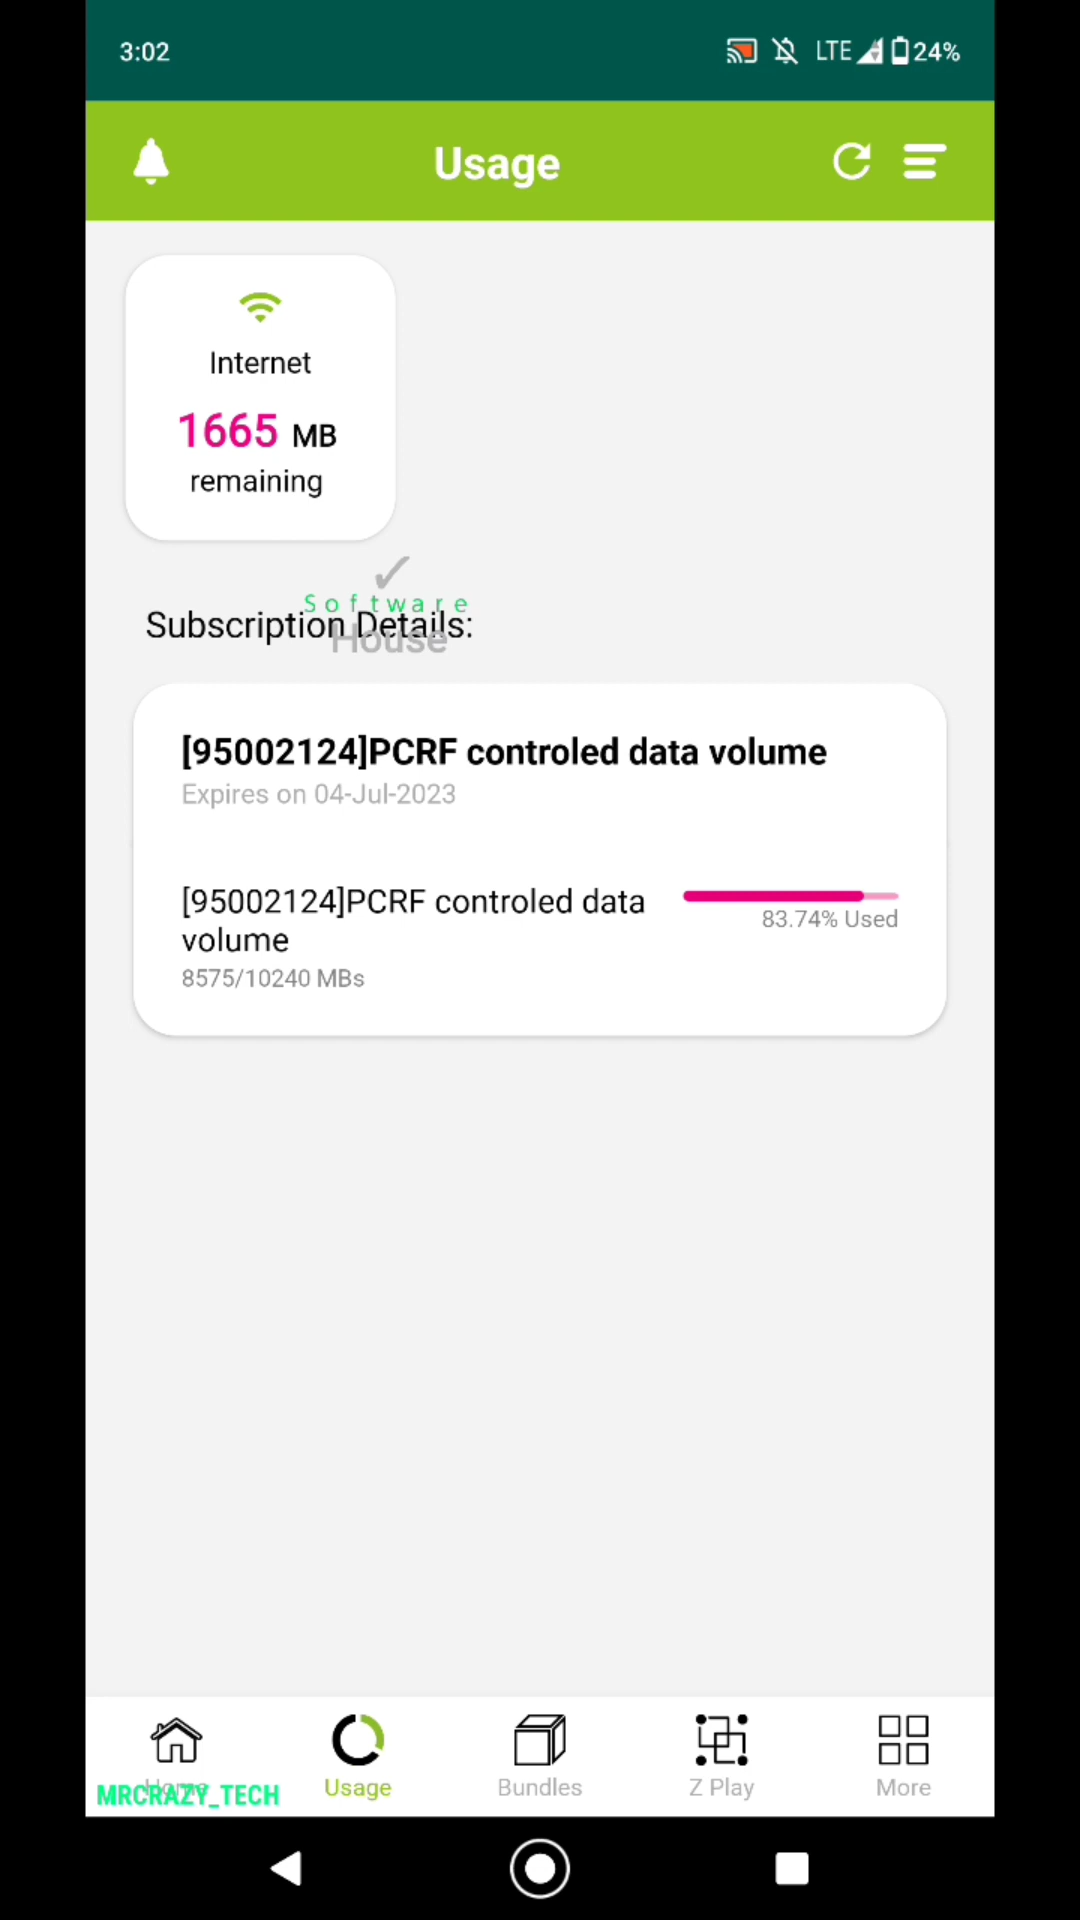 3:02
LTE 24%
Usage
Internet
1665 MB
remaining
✓
Software
House
Subscription Details:
[95002124]PCRF controled data volume
Expires on 04-Jul-2023
[95002124]PCRF controled data
volume
8575/10240 MBs
83.74% Used
Home
MRCRAZY_TECH
Usage
Bundles
Z Play
More